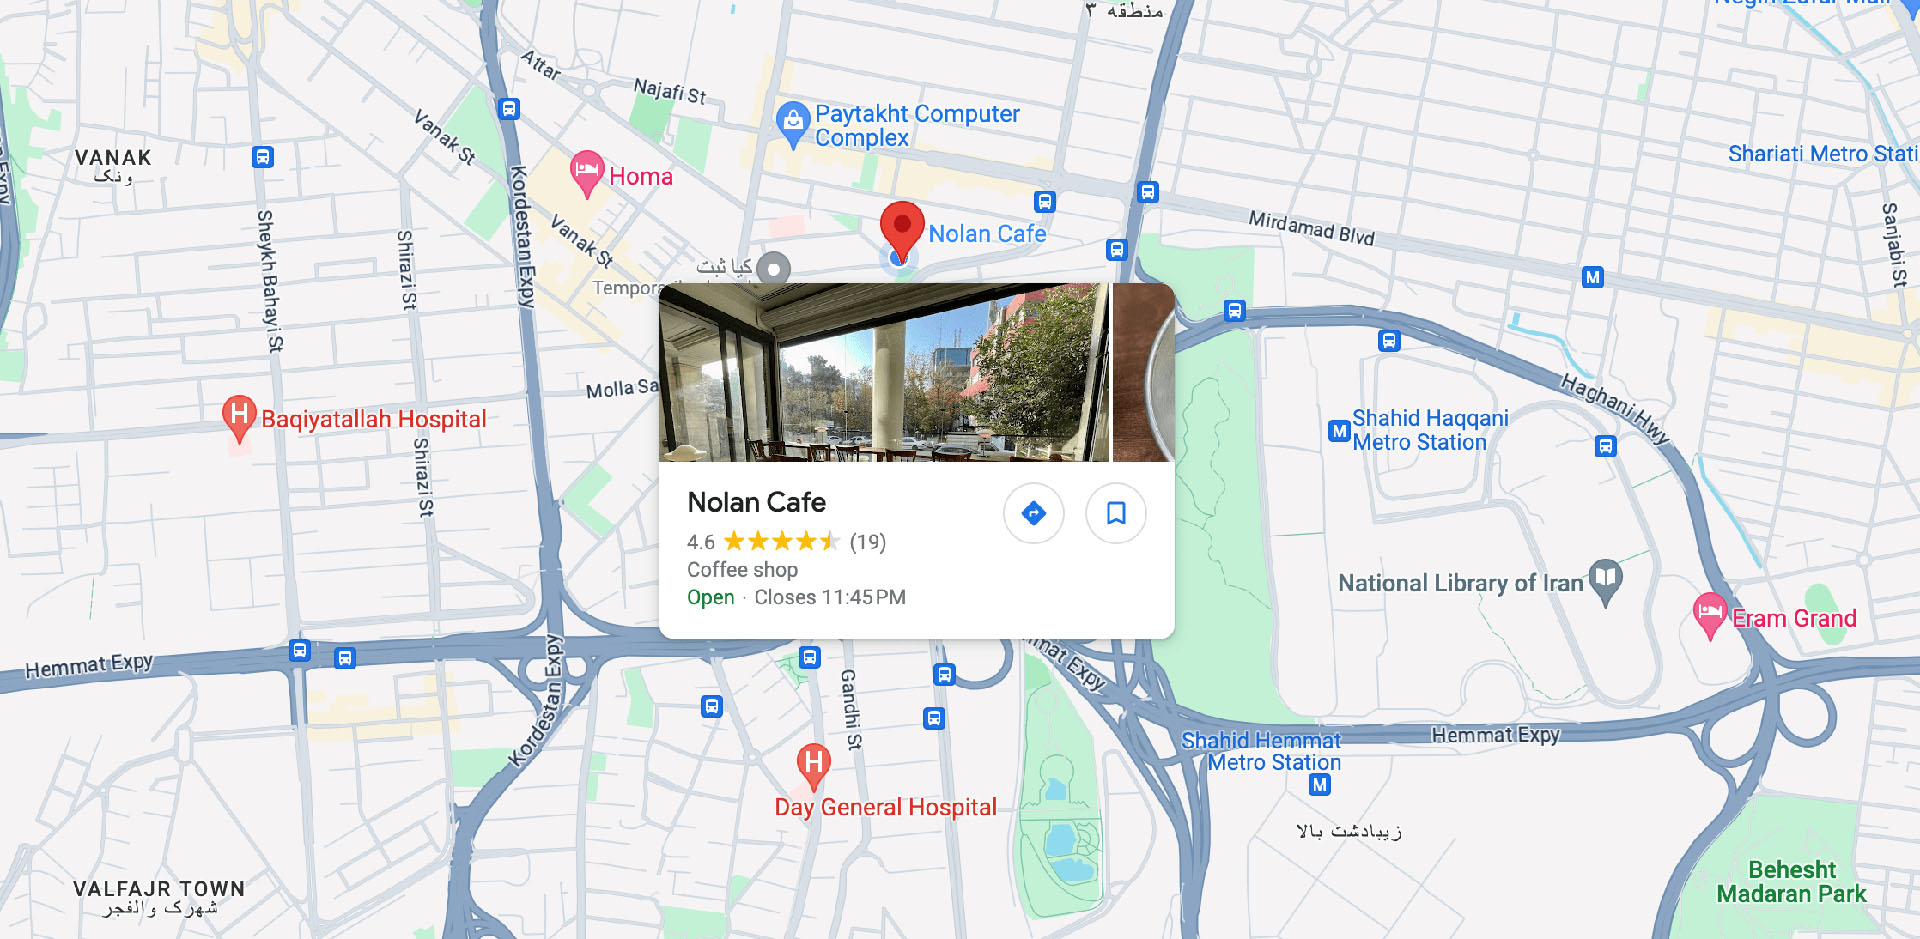 منطقه ۳
Attar
Najafi St
Vanak St
Paytakht Computer
Complex
VANAK
ونک
Shariati Metro Stati
Homa
Kordestan Expy
Vanak St
Sheykh Bahayi St
Shirazi St
Nolan Cafe
Mirdamad Blvd
Sanjabi St
M
کیا ثبت
Molla Sa
Haghani Hwy
H
Baqiyatallah Hospital
M
Shahid Haqqani
Metro Station
Shirazi St
Nolan Cafe
4.6 (19)
Coffee shop
Open · Closes 11:45 PM
National Library of Iran
Eram Grand
Hemmat Expy
Kordestan Expy
Gandhi St
Shahid Hemmat
Metro Station
M
Hemmat Expy
H
Day General Hospital
زیبادشت بالا
VALFAJR TOWN
شهرک والفجر
Behesht
Madaran Park